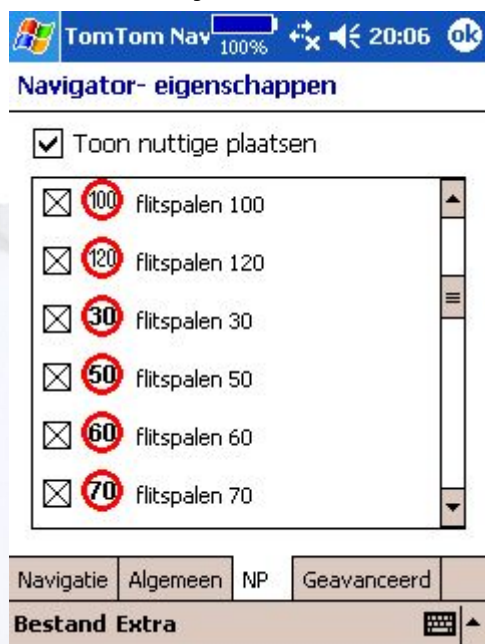 TomTom Nav 100% 20:06 ok
Navigator- eigenschappen
Toon nuttige plaatsen
100 flitspalen 100
120 flitspalen 120
30 flitspalen 30
50 flitspalen 50
60 flitspalen 60
70 flitspalen 70
Navigatie Algemeen NP Geavanceerd
Bestand Extra